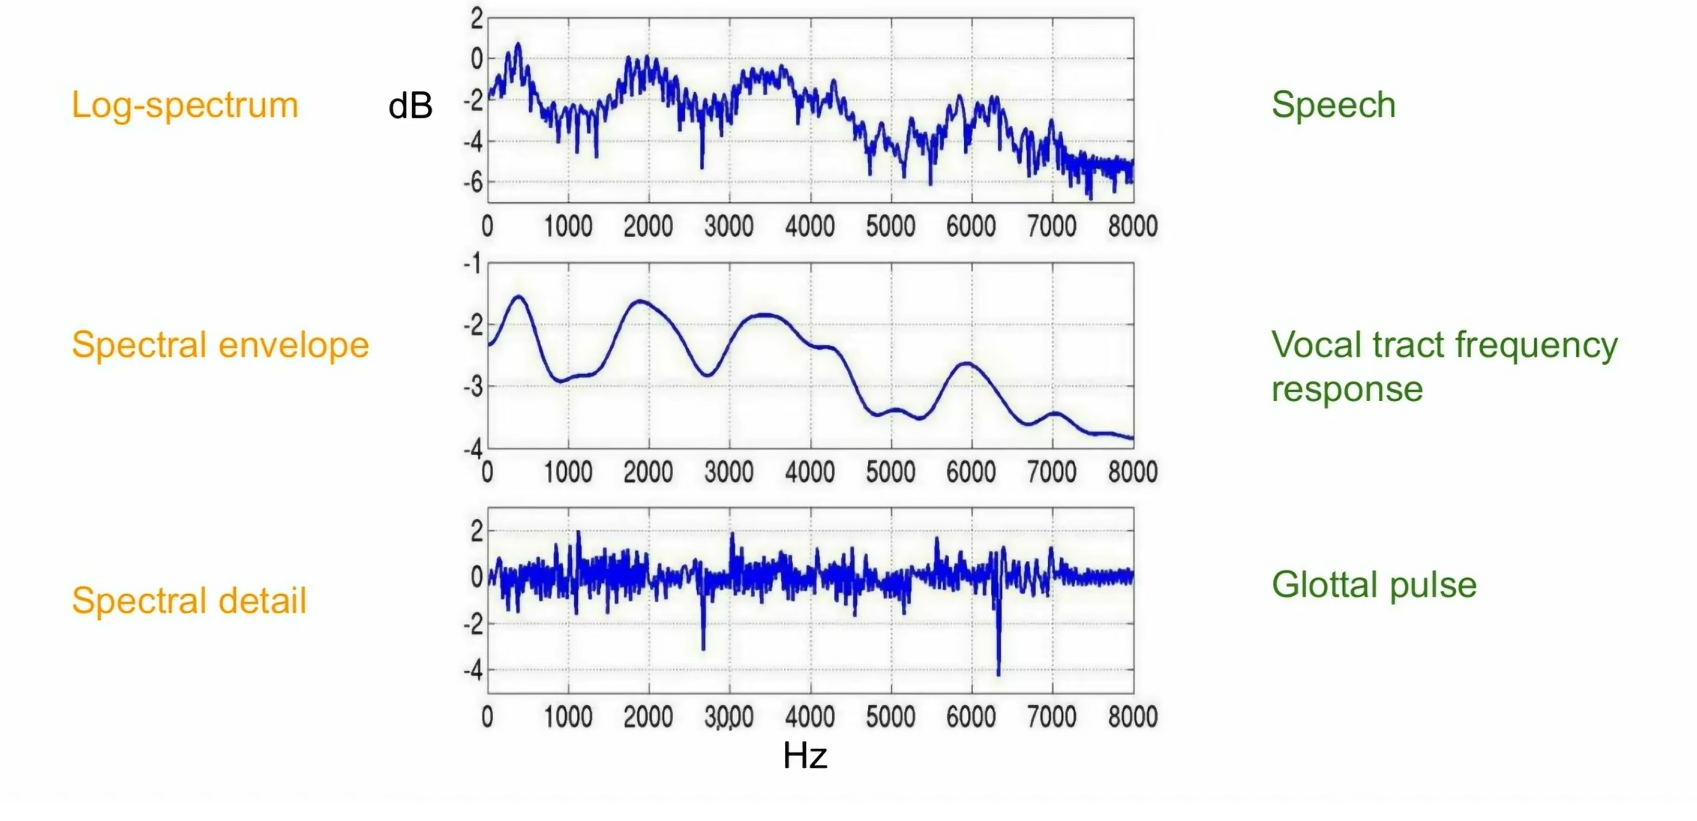 Log-spectrum
dB
2
0
-2
-4
-6
0 1000 2000 3000 4000 5000 6000 7000 8000
Speech
Spectral envelope
-1
-2
-3
-4
0 1000 2000 3000 4000 5000 6000 7000 8000
Vocal tract frequency
response
Spectral detail
2
0
-2
-4
0 1000 2000 3000 4000 5000 6000 7000 8000
Hz
Glottal pulse